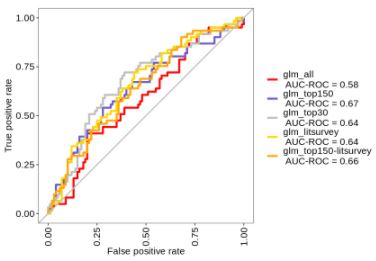 1.00
0.75
0.50
0.25
0.00
True positive rate
0.00
0.25
0.50
0.75
1.00
False positive rate
glm_all
AUC-ROC = 0.58
glm_top150
AUC-ROC = 0.67
glm_top30
AUC-ROC = 0.64
glm_litsurvey
AUC-ROC = 0.64
glm_top150-litsurvey
AUC-ROC = 0.66